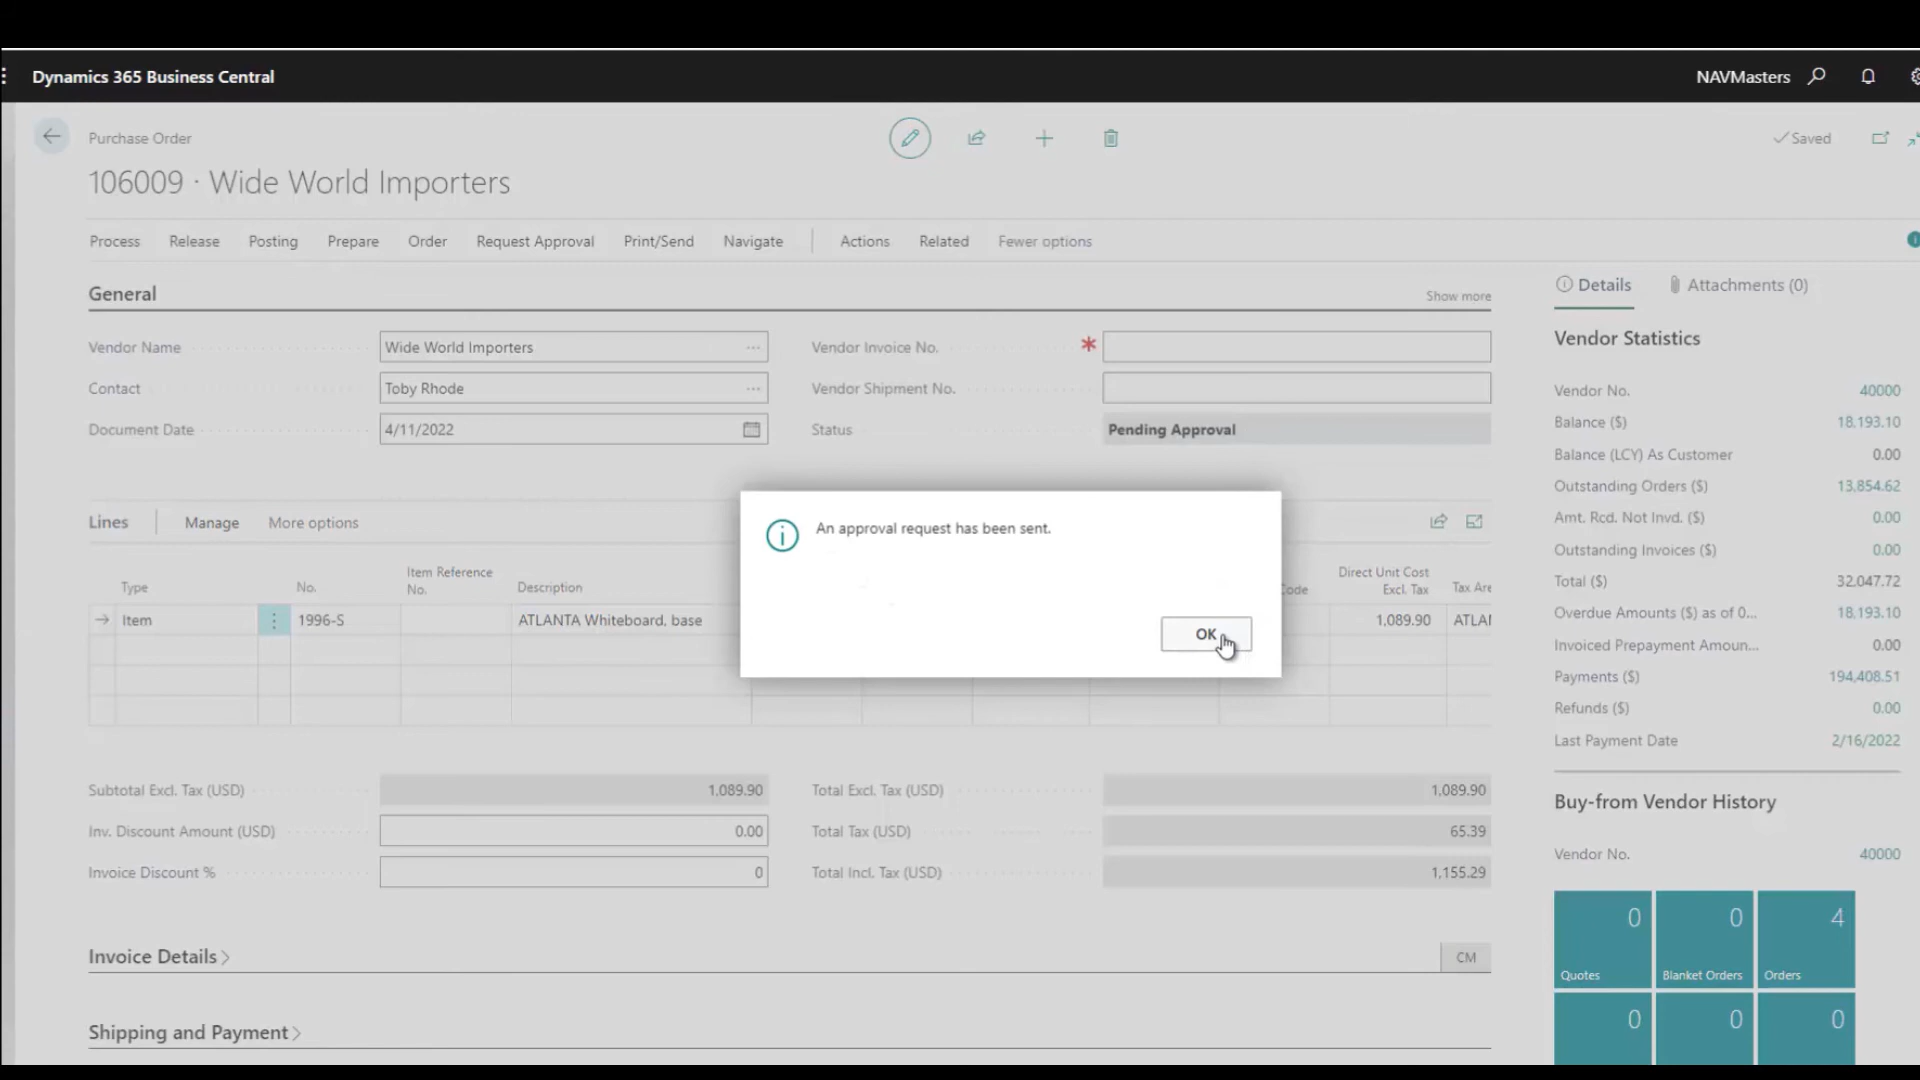 Dynamics 365 Business Central
NAVMasters
Purchase Order
Saved
106009 · Wide World Importers
Process Release Posting Prepare Order Request Approval Print/Send Navigate Actions Related Fewer options
General
Show more
Vendor Name Wide World Importers
Contact Toby Rhode
Document Date 4/11/2022
Vendor Invoice No. *
Vendor Shipment No.
Status Pending Approval
Lines Manage More options
Type No. Item Reference No. Description Code Direct Unit Cost Excl. Tax Tax Are
Item 1996-S ATLANTA Whiteboard, base 1,089.90 ATLAN
An approval request has been sent.
OK
Subtotal Excl. Tax (USD) 1,089.90
Inv. Discount Amount (USD) 0.00
Invoice Discount % 0
Total Excl. Tax (USD) 1,089.90
Total Tax (USD) 65.39
Total Incl. Tax (USD) 1,155.29
Invoice Details
CM
Shipping and Payment
Details Attachments (0)
Vendor Statistics
Vendor No. 40000
Balance ($) 18,193.10
Balance (LCY) As Customer 0.00
Outstanding Orders ($) 13,854.62
Amt. Rcd. Not Invd. ($) 0.00
Outstanding Invoices ($) 0.00
Total ($) 32,047.72
Overdue Amounts ($) as of 0... 18,193.10
Invoiced Prepayment Amoun... 0.00
Payments ($) 194,408.51
Refunds ($) 0.00
Last Payment Date 2/16/2022
Buy-from Vendor History
Vendor No. 40000
0 0 4
Quotes Blanket Orders Orders
0 0 0